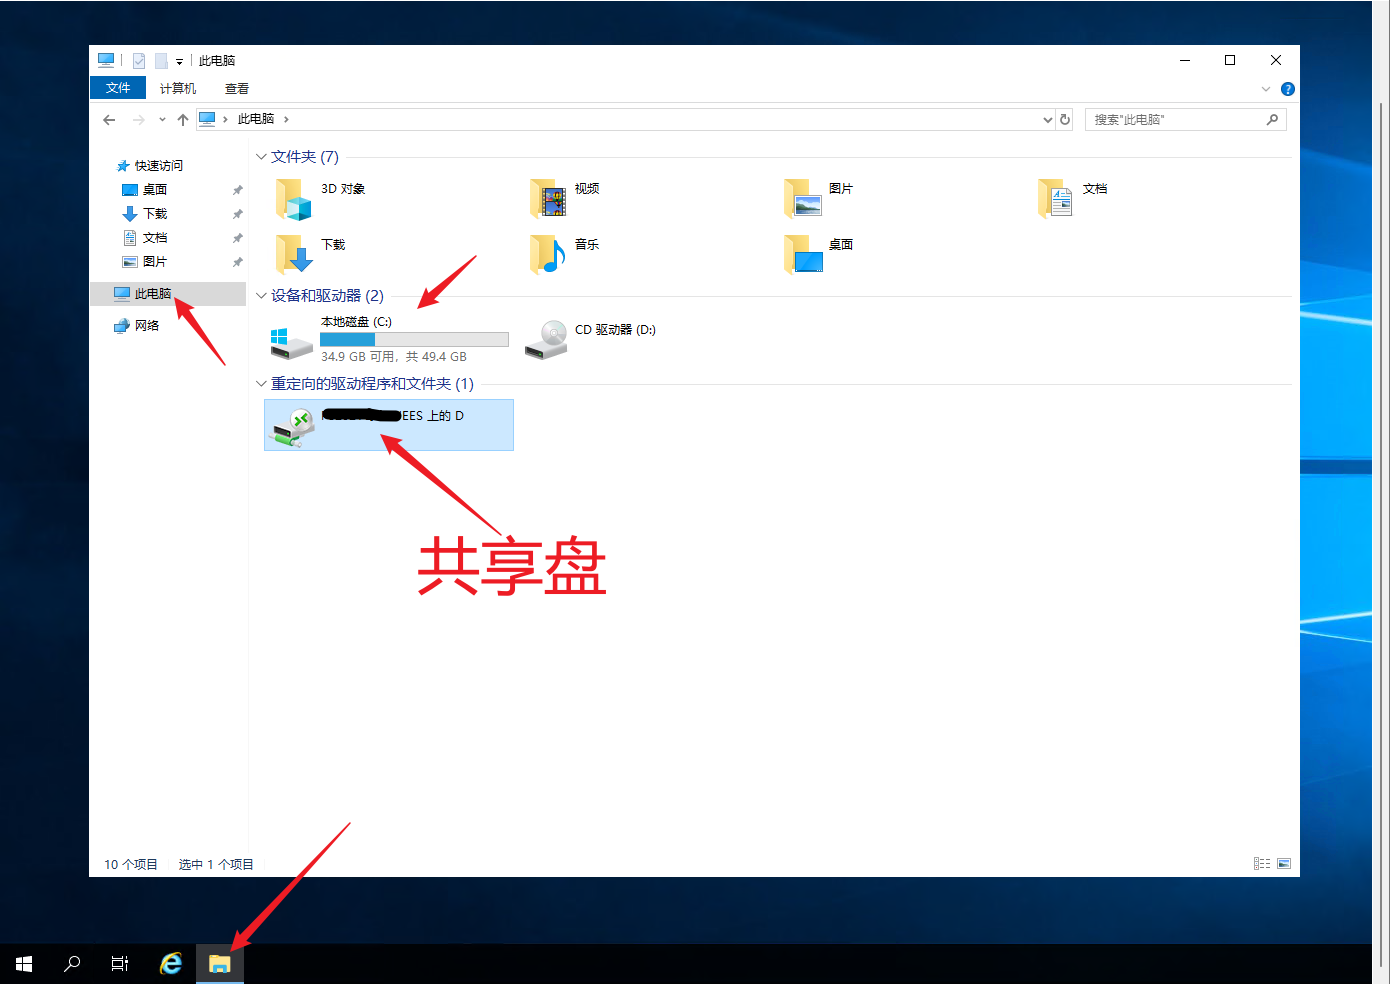 此电脑
文件
计算机
查看
此电脑
搜索"此电脑"
快速访问
桌面
下载
文档
图片
此电脑
网络
文件夹 (7)
3D 对象
视频
图片
文档
下载
音乐
桌面
设备和驱动器 (2)
本地磁盘 (C:)
34.9 GB 可用，共 49.4 GB
CD 驱动器 (D:)
重定向的驱动程序和文件夹 (1)
EES 上的 D
共享盘
10 个项目
选中 1 个项目